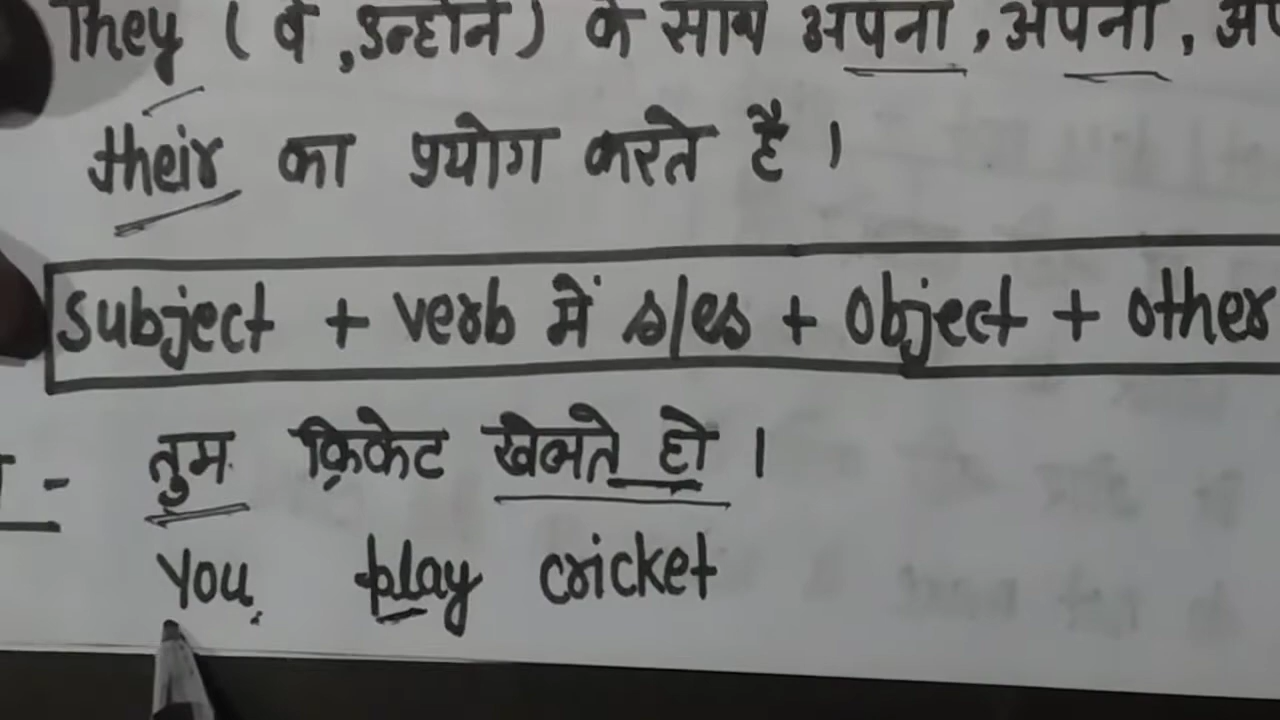 They ( वे , उन्होंने ) के साथ अपना , अपना ,
their का प्रयोग करते है ।
Subject + verb में s/es + Object + other
तुम क्रिकेट खेलते हो ।
You play cricket